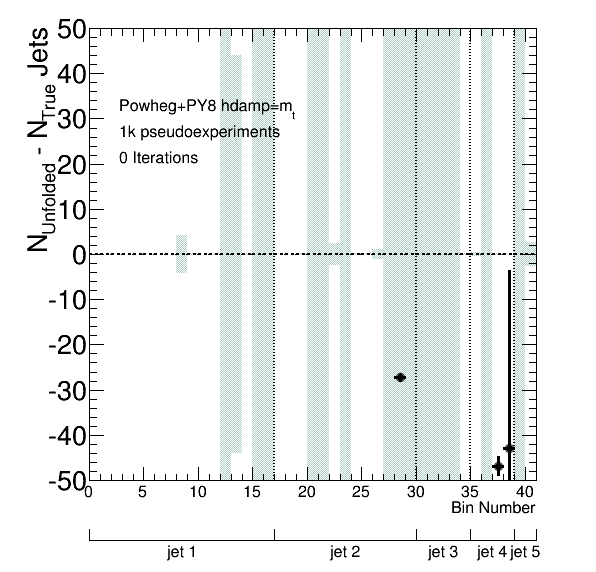 N_Unfolded - N_True Jets
50
40
30
20
10
0
-10
-20
-30
-40
-50
Powheg+PY8 hdamp=m_t
1k pseudoexperiments
0 Iterations
0 5 10 15 20 25 30 35 40
Bin Number
jet 1 jet 2 jet 3 jet 4 jet 5